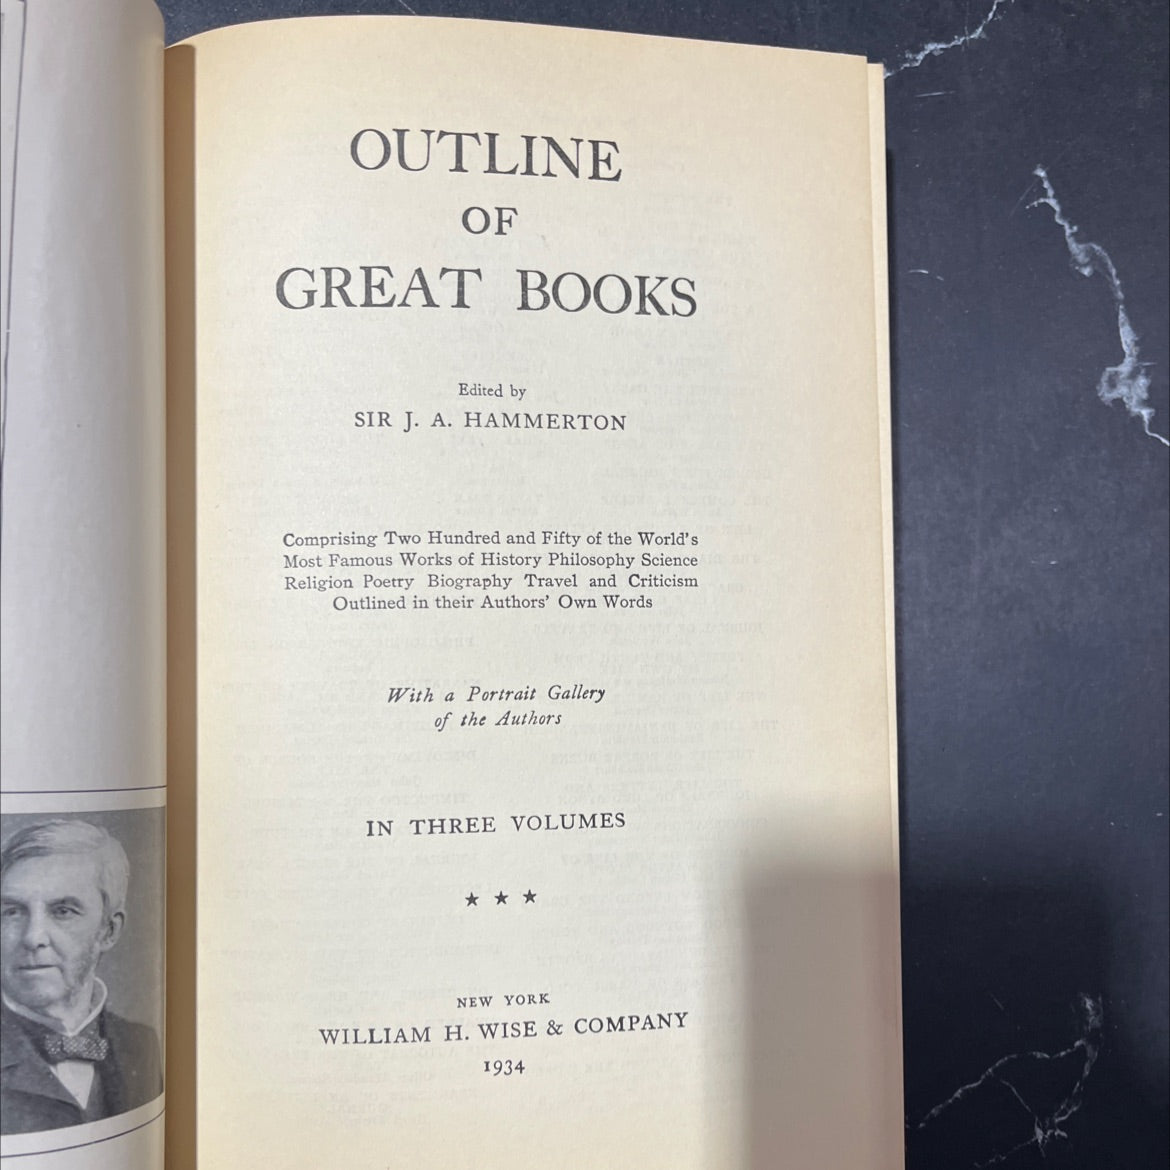 OUTLINE
OF
GREAT BOOKS
Edited by
SIR J. A. HAMMERTON
Comprising Two Hundred and Fifty of the World's
Most Famous Works of History Philosophy Science
Religion Poetry Biography Travel and Criticism
Outlined in their Authors' Own Words
With a Portrait Gallery
of the Authors
IN THREE VOLUMES
★ ★ ★
NEW YORK
WILLIAM H. WISE & COMPANY
1934